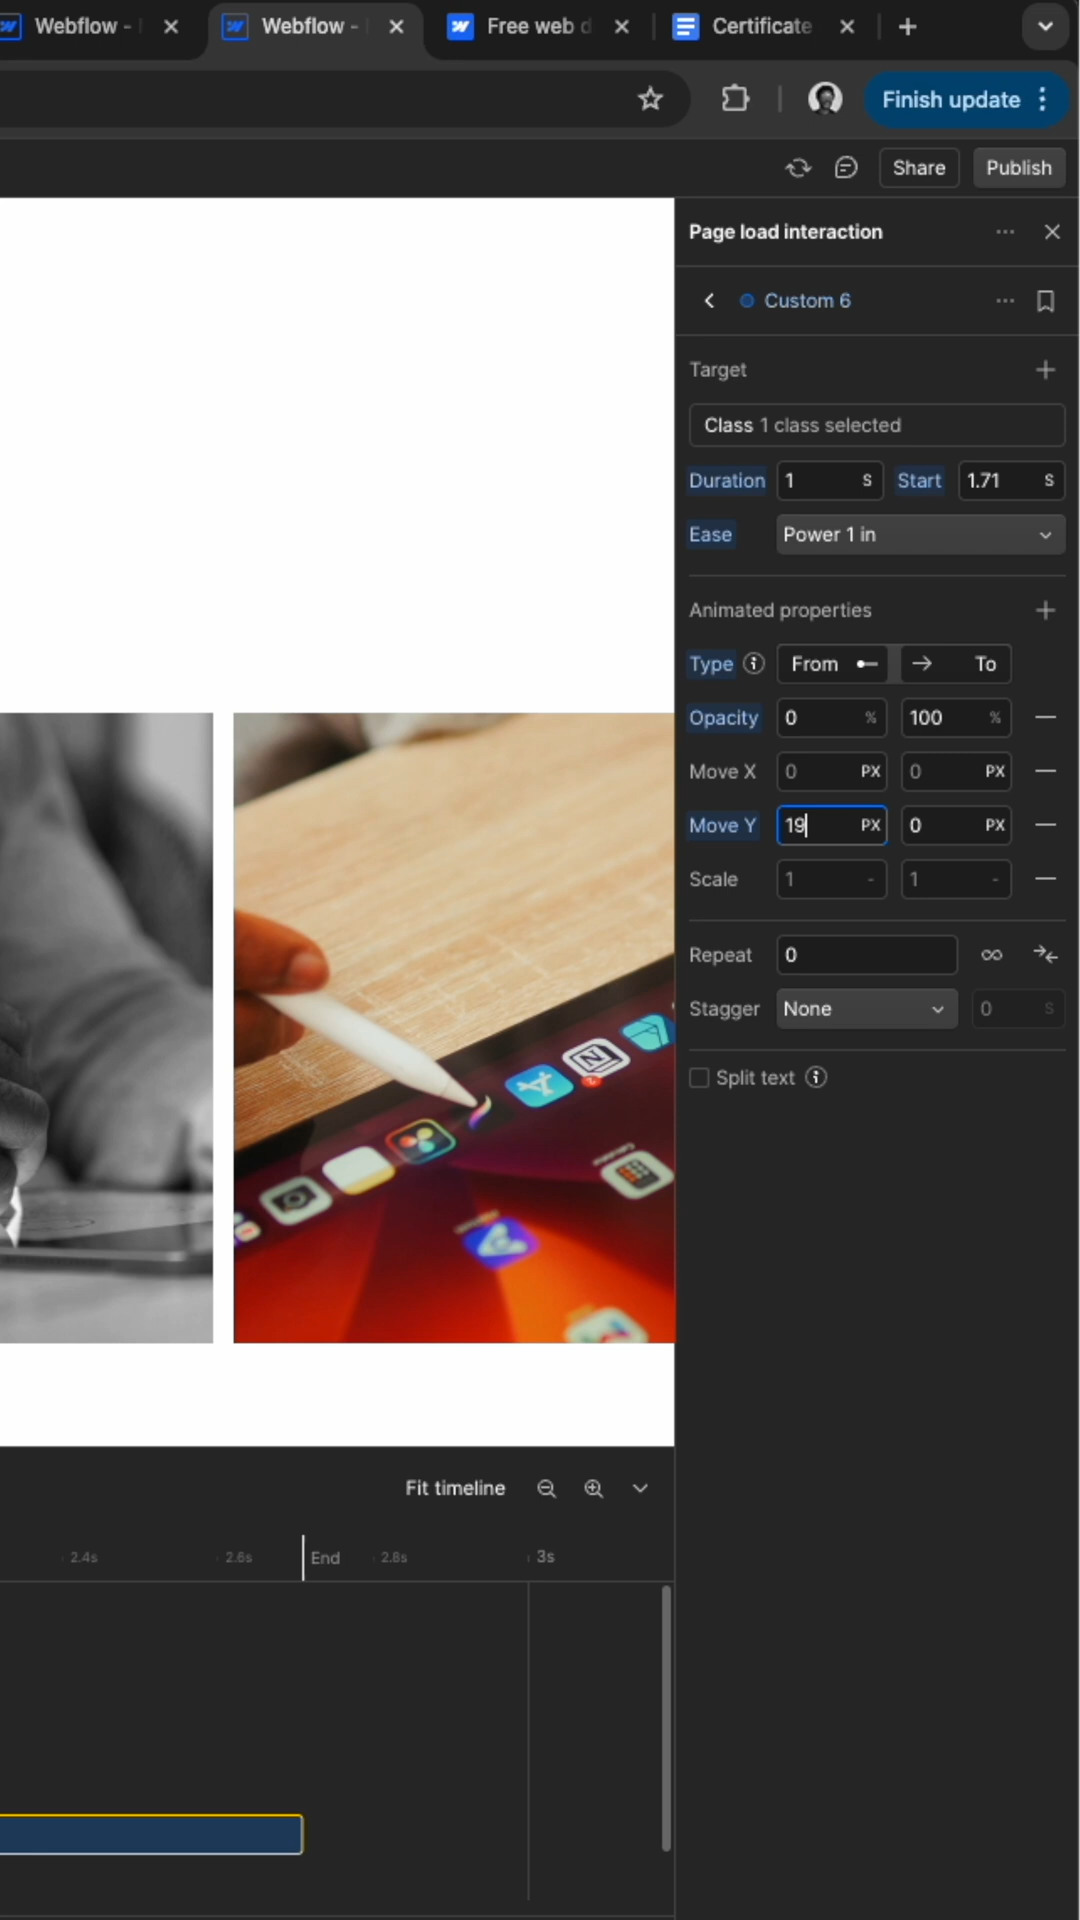 Webflow -
Webflow -
Free web d
Certificate
Finish update
Share
Publish
Page load interaction
Custom 6
Target
Class 1 class selected
Duration 1 S Start 1.71 S
Ease Power 1 in
Animated properties
Type From To
Opacity 0 % 100 %
Move X 0 PX 0 PX
Move Y 19 PX 0 PX
Scale 1 - 1 -
Repeat 0
Stagger None 0 S
Split text
Fit timeline
2.4s 2.6s End 2.8s 3s